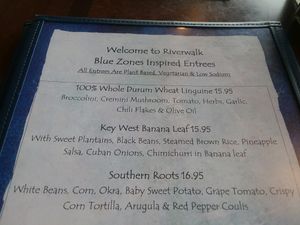 Welcome to Riverwalk
Blue Zones Inspired Entrees
All Entrees Are Plant Based, Vegetarian & Low Sodium
100% Whole Durum Wheat Linguine 15.95
Broccolini, Cremini Mushroom, Tomato, Herbs, Garlic,
Chili Flakes & Olive Oil
Key West Banana Leaf 15.95
With Sweet Plantains, Black Beans, Steamed Brown Rice, Pineapple
Salsa, Cuban Onions, Chimichurri in Banana leaf
Southern Roots 16.95
White Beans, Corn, Okra, Baby Sweet Potato, Grape Tomato, Crispy
Corn Tortilla, Arugula & Red Pepper Coulis